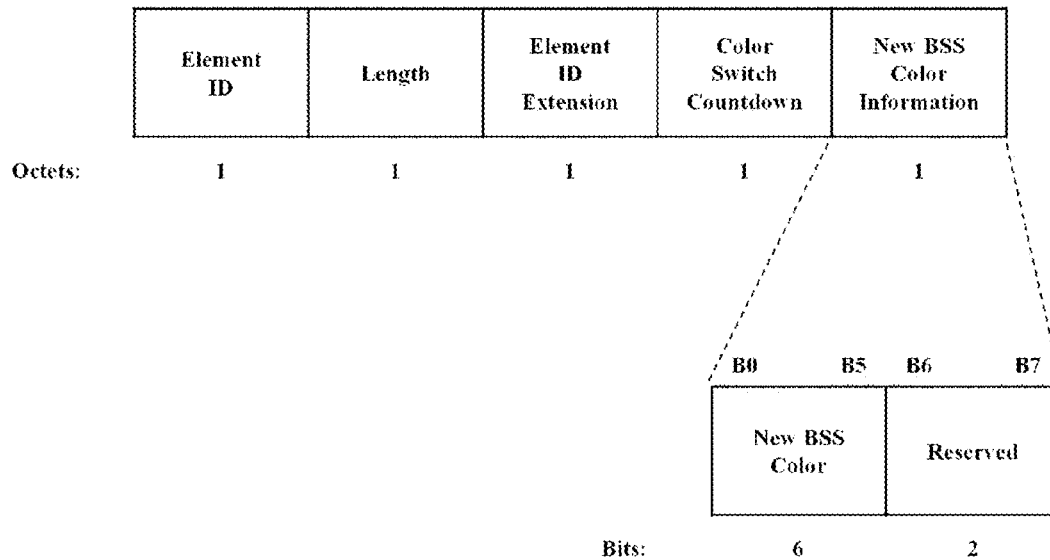 Element
ID
Length
Element
ID
Extension
Color
Switch
Countdown
New BSS
Color
Information
Octets: 1 1 1 1 1
B0 B5 B6 B7
New BSS
Color
Reserved
Bits: 6 2